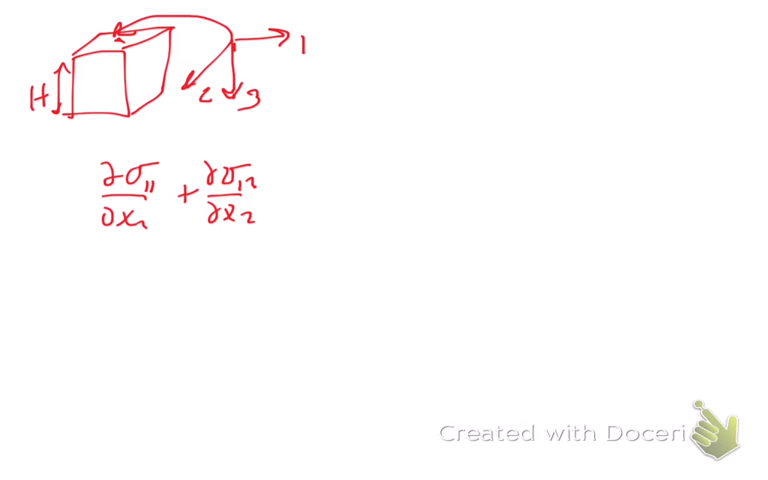 1
H
2 3
∂σ₁₁/∂x₁ + ∂σ₁₂/∂x₂
Created with Doceri